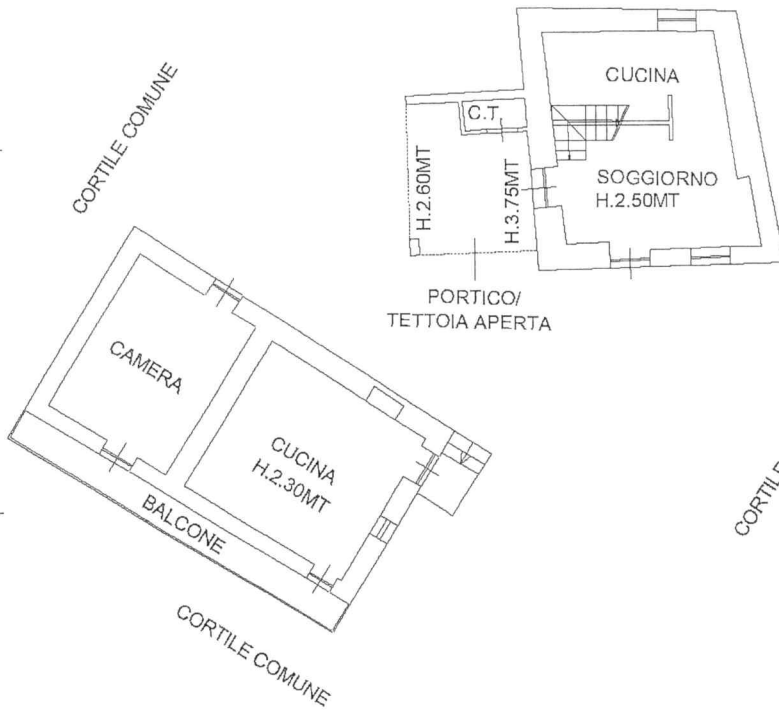 CORTILE COMUNE
CUCINA
C.T.
H.2.60MT
H.3.75MT
SOGGIORNO
H.2.50MT
PORTICO/
TETTOIA APERTA
CAMERA
CUCINA
H.2.30MT
BALCONE
CORTILE
CORTILE COMUNE